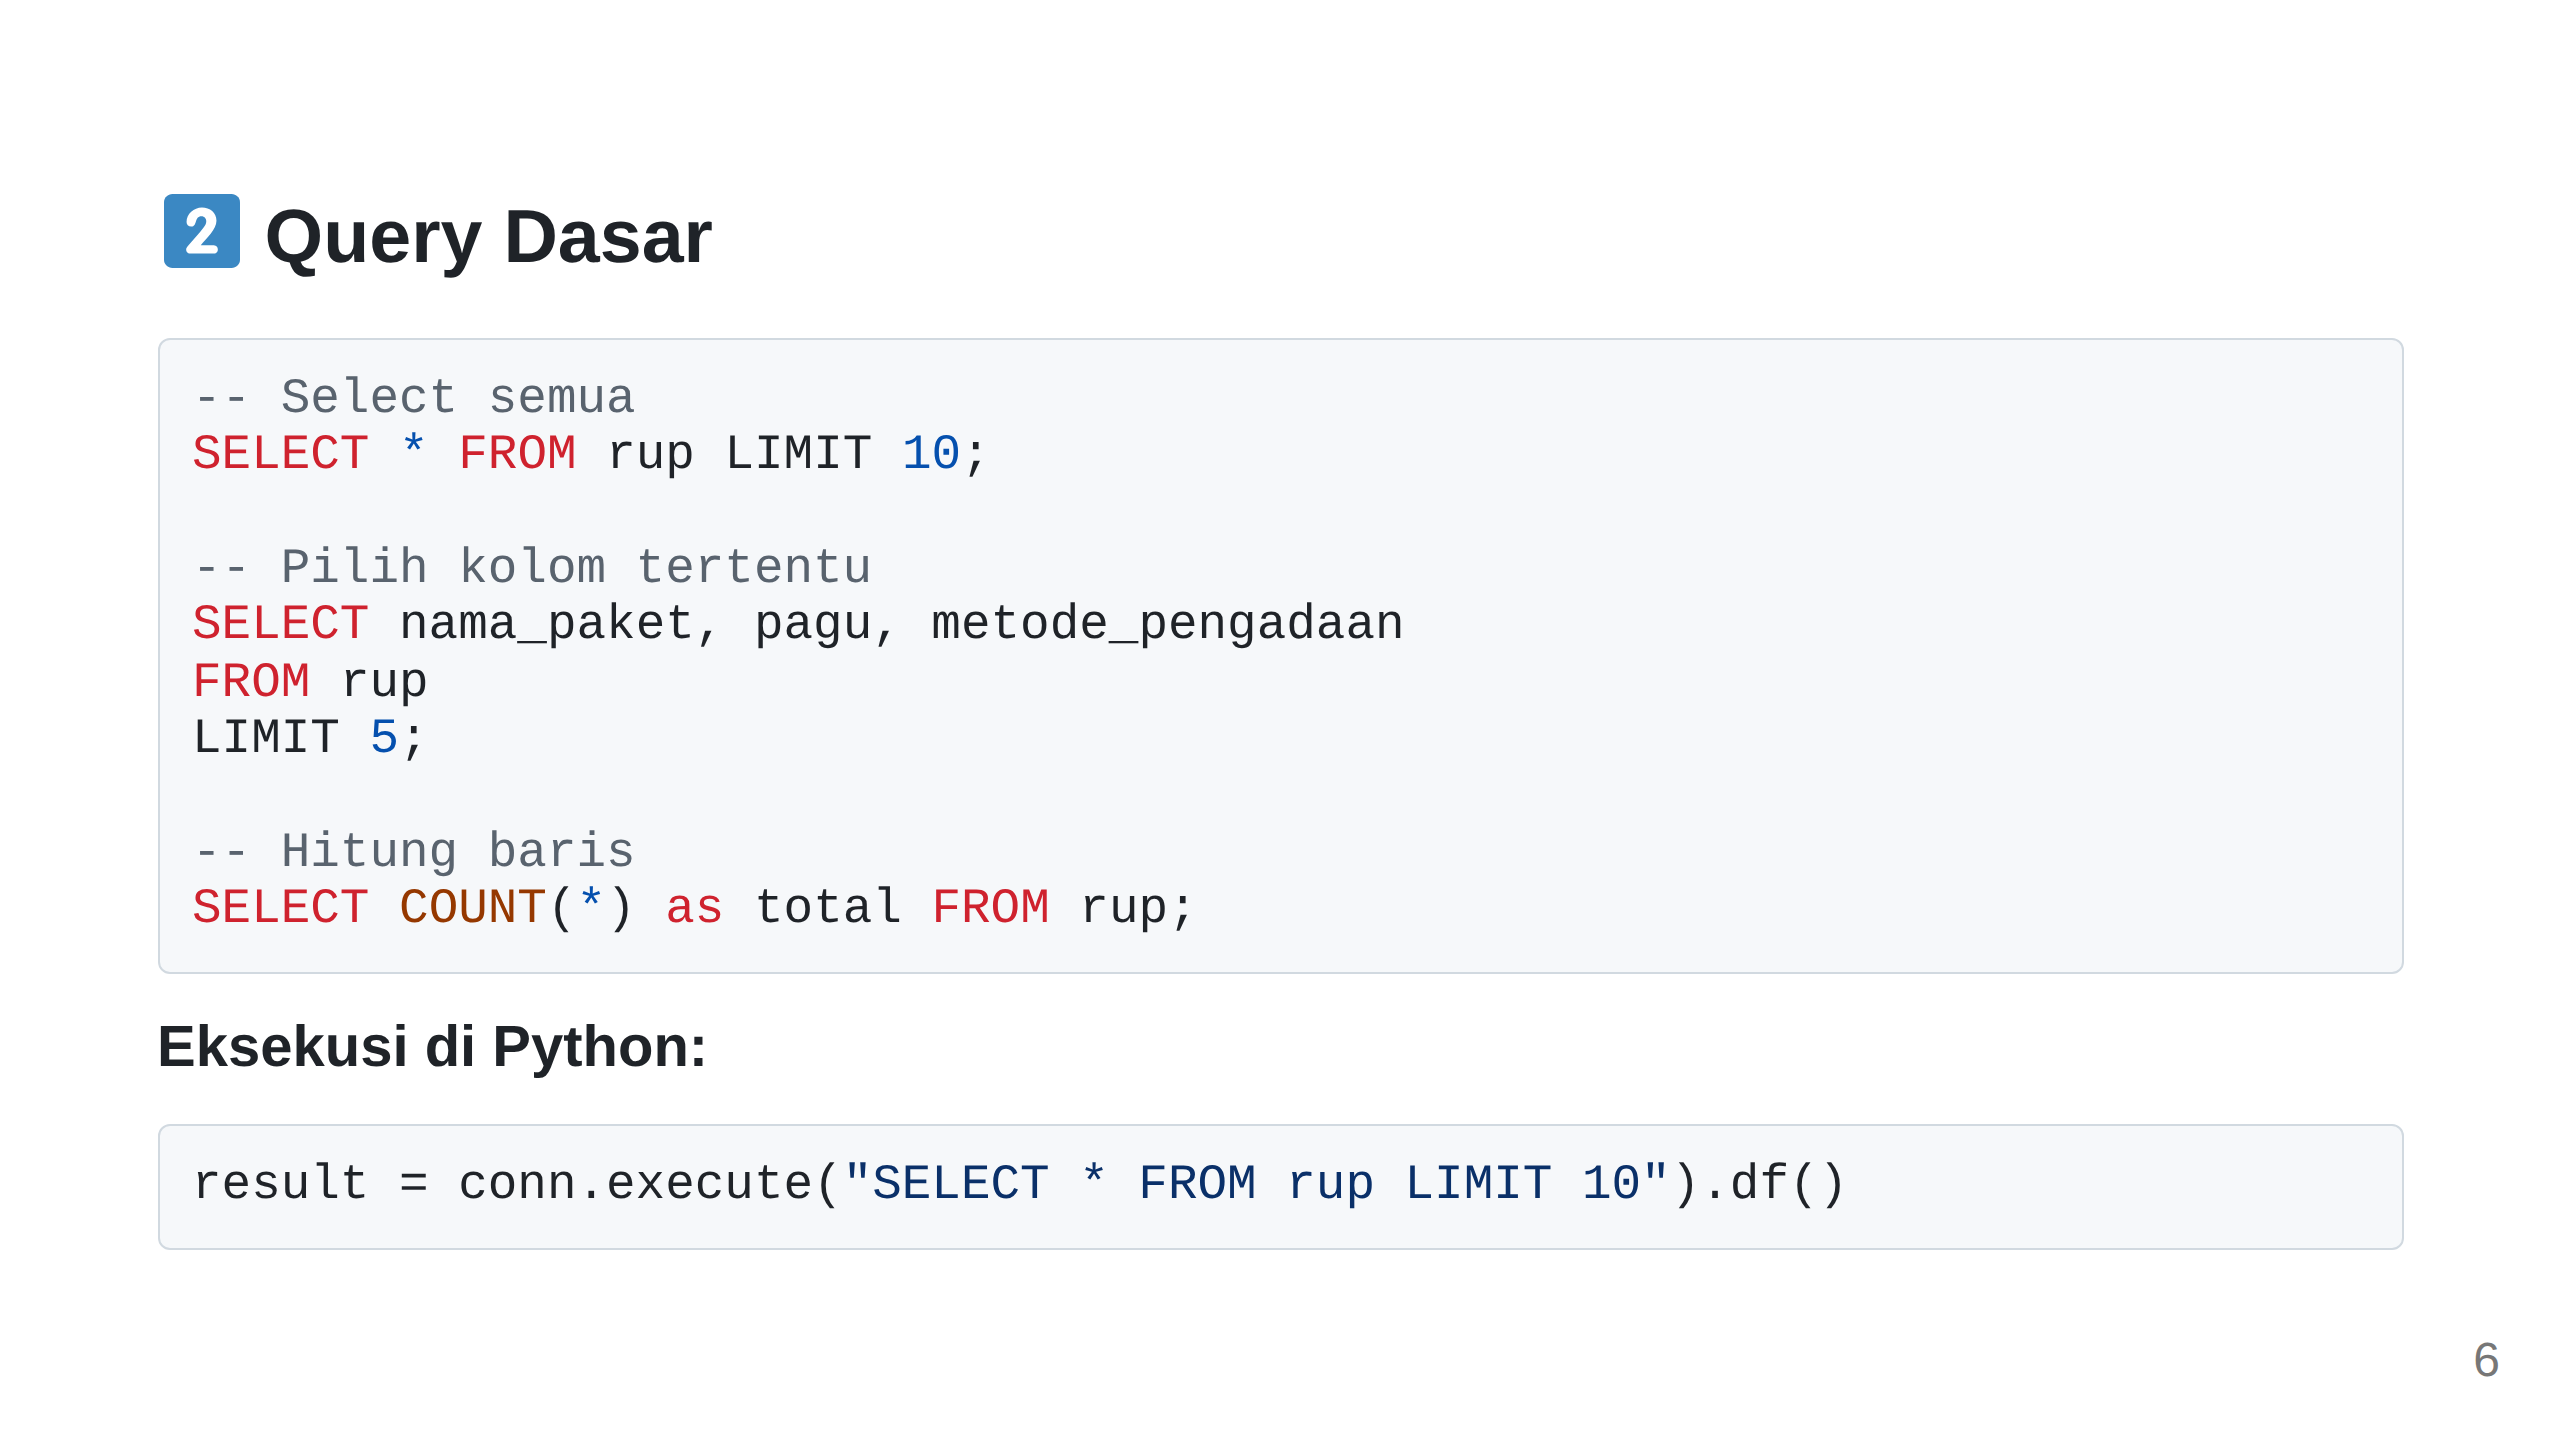 2 Query Dasar
-- Select semua
SELECT * FROM rup LIMIT 10;
-- Pilih kolom tertentu
SELECT nama_paket, pagu, metode_pengadaan
FROM rup
LIMIT 5;
-- Hitung baris
SELECT COUNT(*) as total FROM rup;
Eksekusi di Python:
result = conn.execute("SELECT * FROM rup LIMIT 10").df()
6